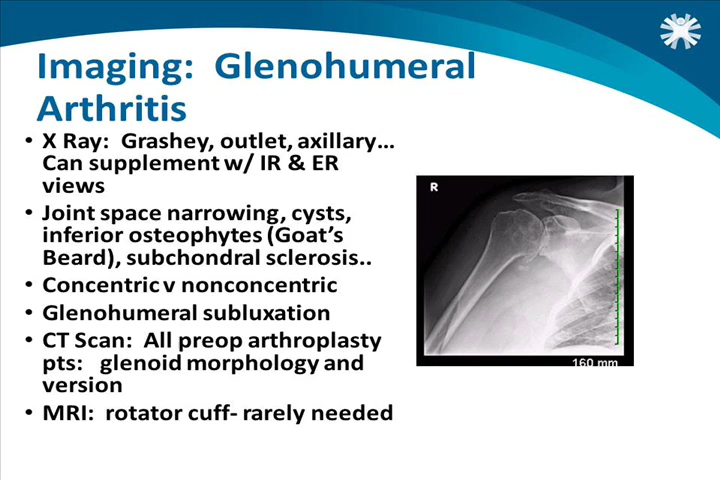 Imaging:  Glenohumeral
Arthritis
• X Ray:  Grashey, outlet, axillary...
Can supplement w/ IR & ER
views
• Joint space narrowing, cysts,
inferior osteophytes (Goat's
Beard), subchondral sclerosis..
• Concentric v nonconcentric
• Glenohumeral subluxation
• CT Scan:  All preop arthroplasty
pts:   glenoid morphology and
version
• MRI:  rotator cuff- rarely needed
R
160 mm